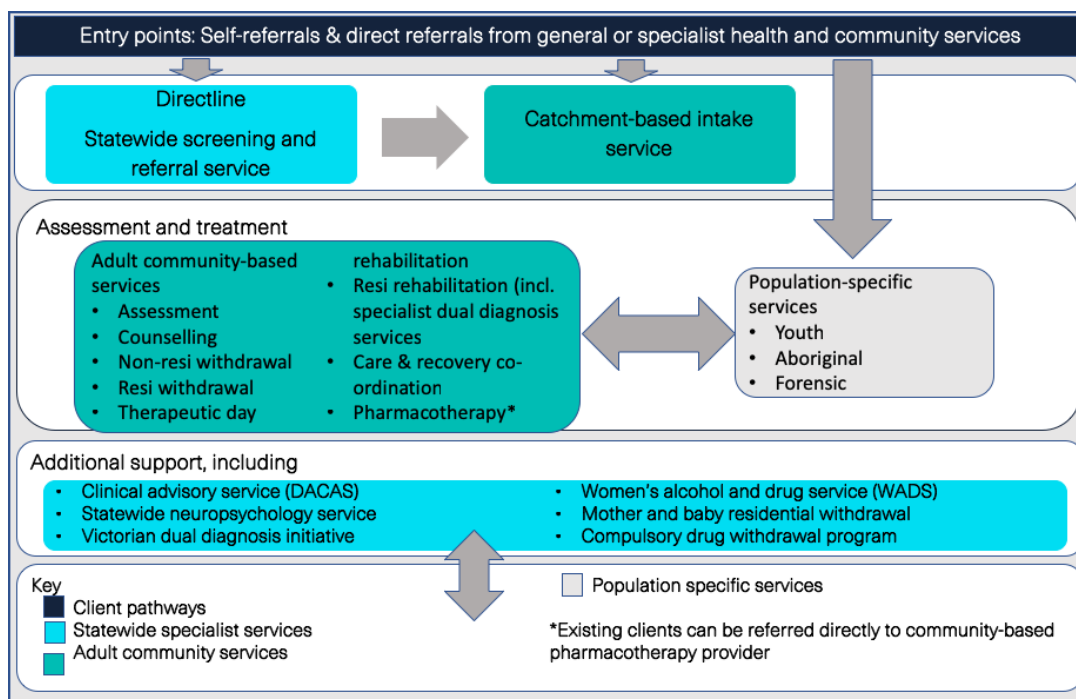 Entry points: Self-referrals & direct referrals from general or specialist health and community services
Directline
Statewide screening and
referral service
Catchment-based intake
service
Assessment and treatment
Adult community-based
services
• Assessment
• Counselling
• Non-resi withdrawal
• Resi withdrawal
• Therapeutic day
rehabilitation
• Resi rehabilitation (incl.
specialist dual diagnosis
services
• Care & recovery co-
ordination
• Pharmacotherapy*
Population-specific
services
• Youth
• Aboriginal
• Forensic
Additional support, including
• Clinical advisory service (DACAS)
• Statewide neuropsychology service
• Victorian dual diagnosis initiative
• Women's alcohol and drug service (WADS)
• Mother and baby residential withdrawal
• Compulsory drug withdrawal program
Key
Client pathways
Statewide specialist services
Adult community services
Population specific services
*Existing clients can be referred directly to community-based
pharmacotherapy provider